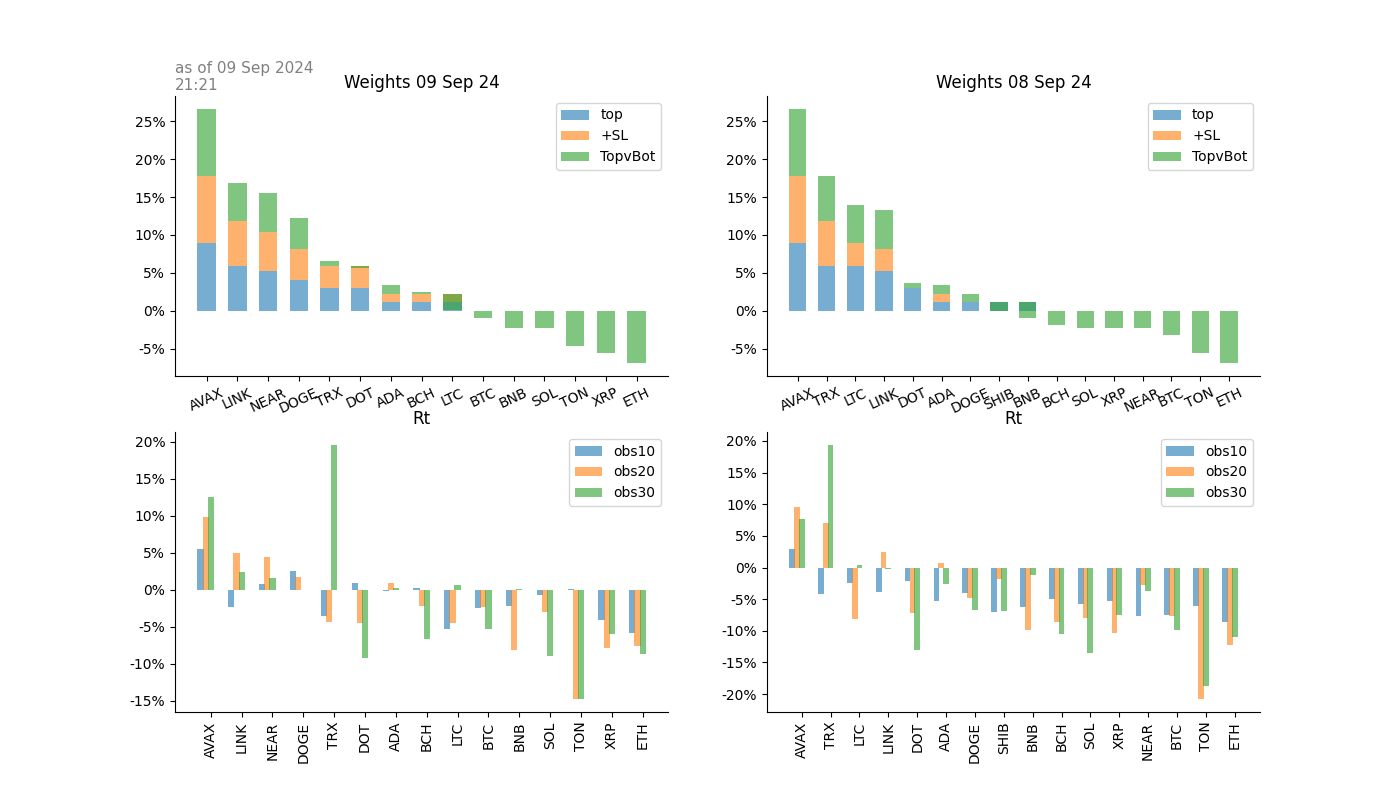 as of 09 Sep 2024
21:21
Weights 09 Sep 24
25%
20%
15%
10%
5%
0%
-5%
top
+SL
TopvBot
AVAX LINK NEAR DOGE TRX DOT ADA BCH LTC BTC BNB SOL TON XRP ETH
Weights 08 Sep 24
25%
20%
15%
10%
5%
0%
-5%
top
+SL
TopvBot
AVAX TRX LTC LINK DOT ADA DOGE SHIB BNB BCH SOL XRP NEAR BTC TON ETH
Rt
20%
15%
10%
5%
0%
-5%
-10%
-15%
obs10
obs20
obs30
AVAX LINK NEAR DOGE TRX DOT ADA BCH LTC BTC BNB SOL TON XRP ETH
Rt
20%
15%
10%
5%
0%
-5%
-10%
-15%
-20%
obs10
obs20
obs30
AVAX TRX LTC LINK DOT ADA DOGE SHIB BNB BCH SOL XRP NEAR BTC TON ETH